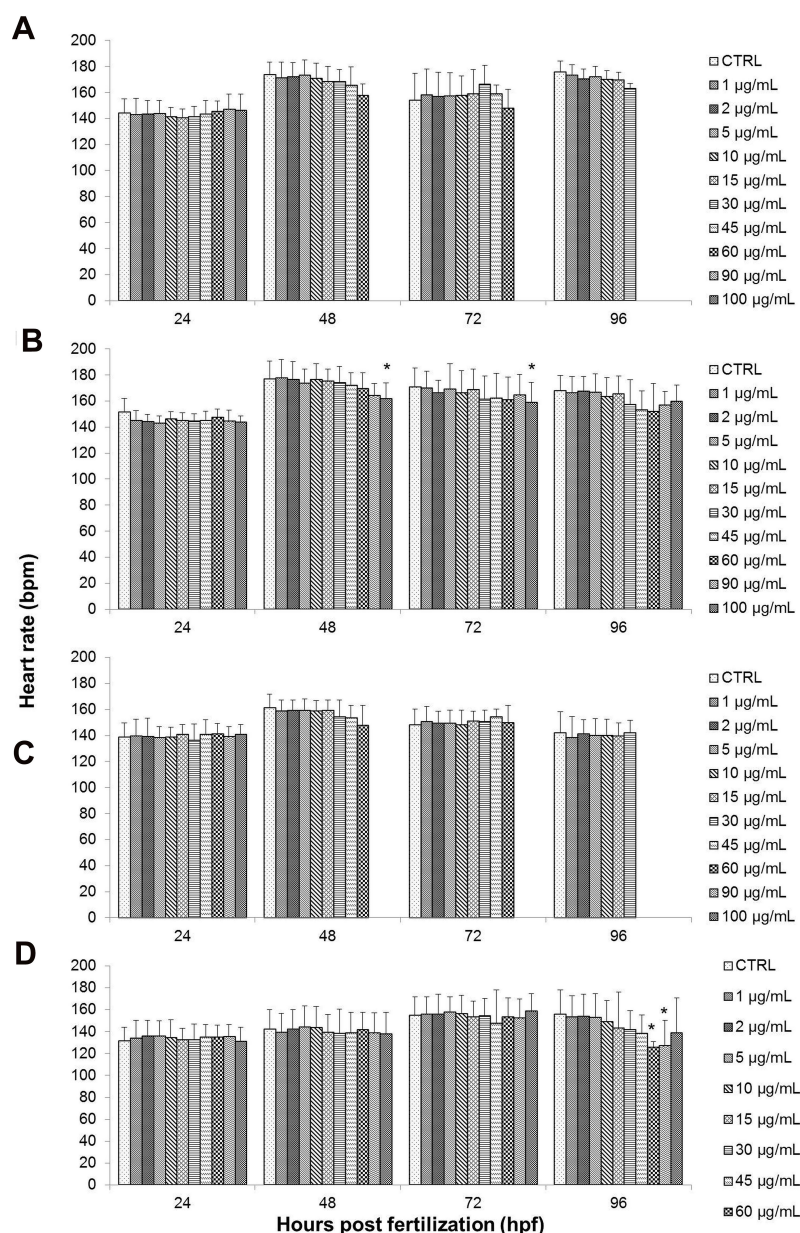 A
200
180
160
140
120
100
80
60
40
20
0
24 48 72 96
CTRL
1 µg/mL
2 µg/mL
5 µg/mL
10 µg/mL
15 µg/mL
30 µg/mL
45 µg/mL
60 µg/mL
90 µg/mL
100 µg/mL
B
200
180
160
140
120
100
80
60
40
20
0
* *
24 48 72 96
CTRL
1 µg/mL
2 µg/mL
5 µg/mL
10 µg/mL
15 µg/mL
30 µg/mL
45 µg/mL
60 µg/mL
90 µg/mL
100 µg/mL
Heart rate (bpm)
C
200
180
160
140
120
100
80
60
40
20
0
24 48 72 96
CTRL
1 µg/mL
2 µg/mL
5 µg/mL
10 µg/mL
15 µg/mL
30 µg/mL
45 µg/mL
60 µg/mL
90 µg/mL
100 µg/mL
D
200
180
160
140
120
100
80
60
40
20
0
* *
24 48 72 96
CTRL
1 µg/mL
2 µg/mL
5 µg/mL
10 µg/mL
15 µg/mL
30 µg/mL
45 µg/mL
60 µg/mL
Hours post fertilization (hpf)